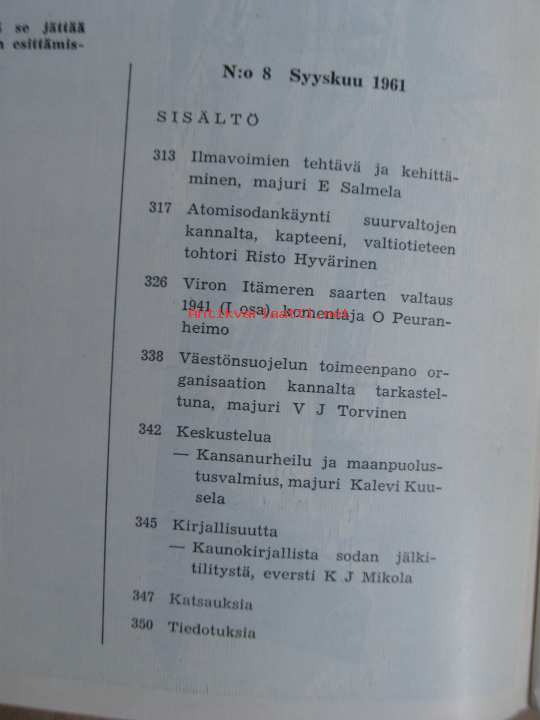 se jättää
esittämis-
N:o 8 Syyskuu 1961
SISÄLTÖ
313 Ilmavoimien tehtävä ja kehittä-
minen, majuri E Salmela
317 Atomisodankäynti suurvaltojen
kannalta, kapteeni, valtiotieteen
tohtori Risto Hyvärinen
326 Viron Itämeren saarten valtaus
1941 (I osa), komentaja O Peuran-
heimo
338 Väestönsuojelun toimeenpano or-
ganisaation kannalta tarkastel-
tuna, majuri V J Torvinen
342 Keskustelua
— Kansanurheilu ja maanpuolus-
tusvalmius, majuri Kalevi Kuu-
sela
345 Kirjallisuutta
— Kaunokirjallista sodan jälki-
tilitystä, eversti K J Mikola
347 Katsauksia
350 Tiedotuksia